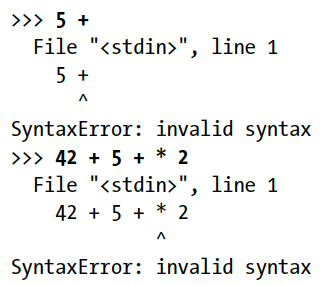 >>> 5 +
  File "<stdin>", line 1
    5 +
      ^
SyntaxError: invalid syntax
>>> 42 + 5 + * 2
  File "<stdin>", line 1
    42 + 5 + * 2
             ^
SyntaxError: invalid syntax